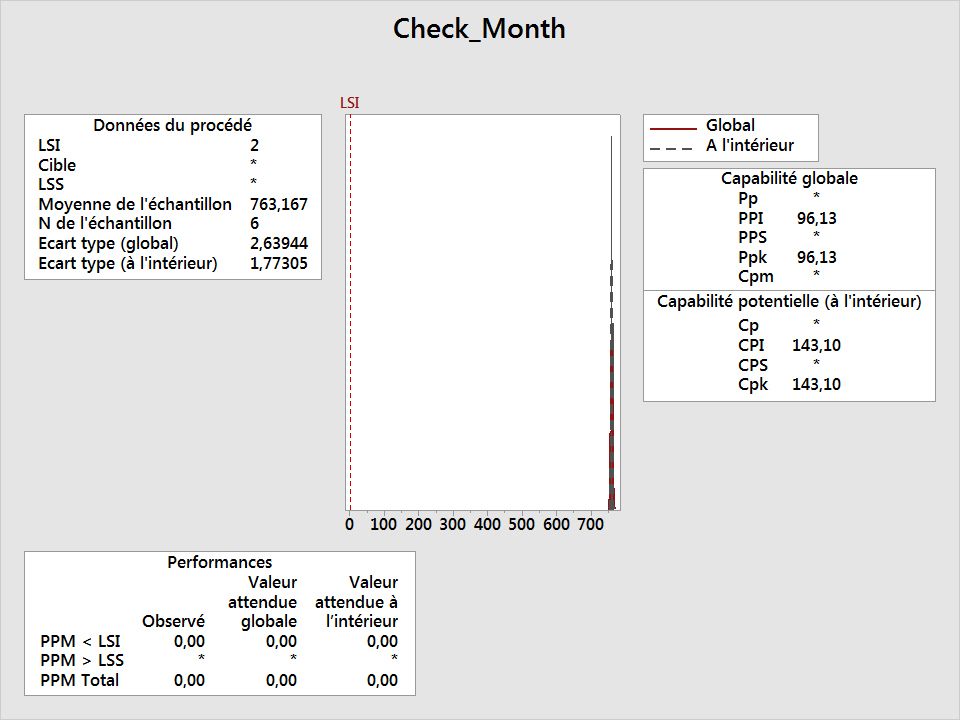 Check_Month
LSI
Données du procédé
LSI 2
Cible *
LSS *
Moyenne de l'échantillon 763,167
N de l'échantillon 6
Ecart type (global) 2,63944
Ecart type (à l'intérieur) 1,77305
Global
A l'intérieur
Capabilité globale
Pp *
PPI 96,13
PPS *
Ppk 96,13
Cpm *
Capabilité potentielle (à l'intérieur)
Cp *
CPI 143,10
CPS *
Cpk 143,10
0 100 200 300 400 500 600 700
Performances
Valeur Valeur
attendue attendue à
Observé globale l'intérieur
PPM < LSI 0,00 0,00 0,00
PPM > LSS * * *
PPM Total 0,00 0,00 0,00